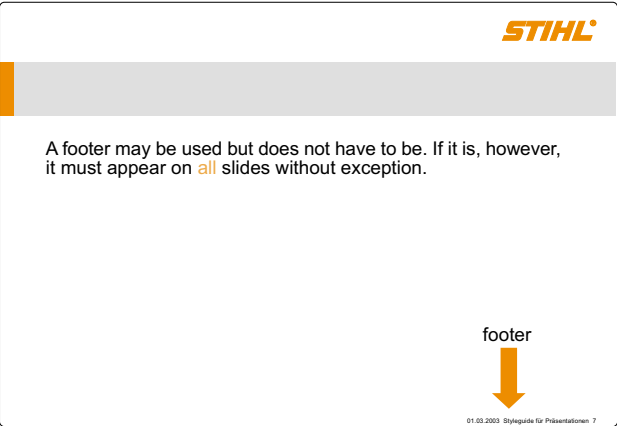 STIHL
A footer may be used but does not have to be. If it is, however,
it must appear on all slides without exception.
footer
01.03.2003 Styleguide für Präsentationen 7